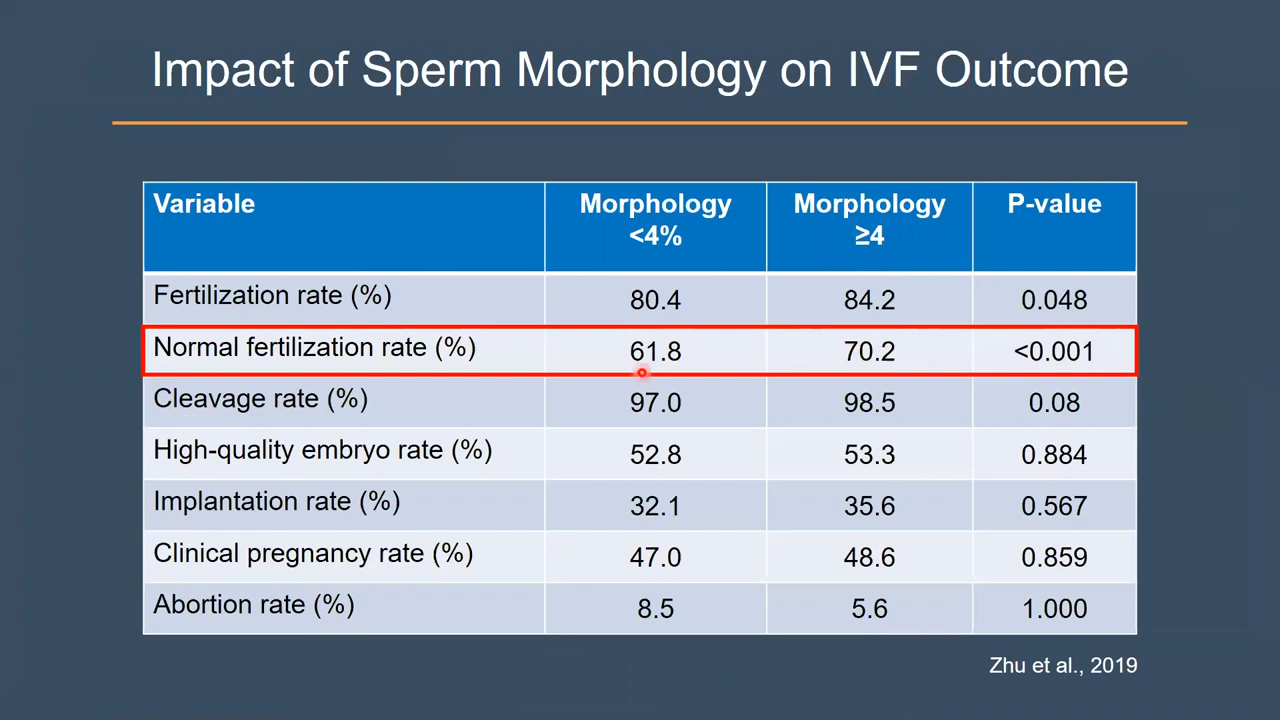 Impact of Sperm Morphology on IVF Outcome
Variable Morphology <4% Morphology ≥4 P-value
Fertilization rate (%) 80.4 84.2 0.048
Normal fertilization rate (%) 61.8 70.2 <0.001
Cleavage rate (%) 97.0 98.5 0.08
High-quality embryo rate (%) 52.8 53.3 0.884
Implantation rate (%) 32.1 35.6 0.567
Clinical pregnancy rate (%) 47.0 48.6 0.859
Abortion rate (%) 8.5 5.6 1.000
Zhu et al., 2019